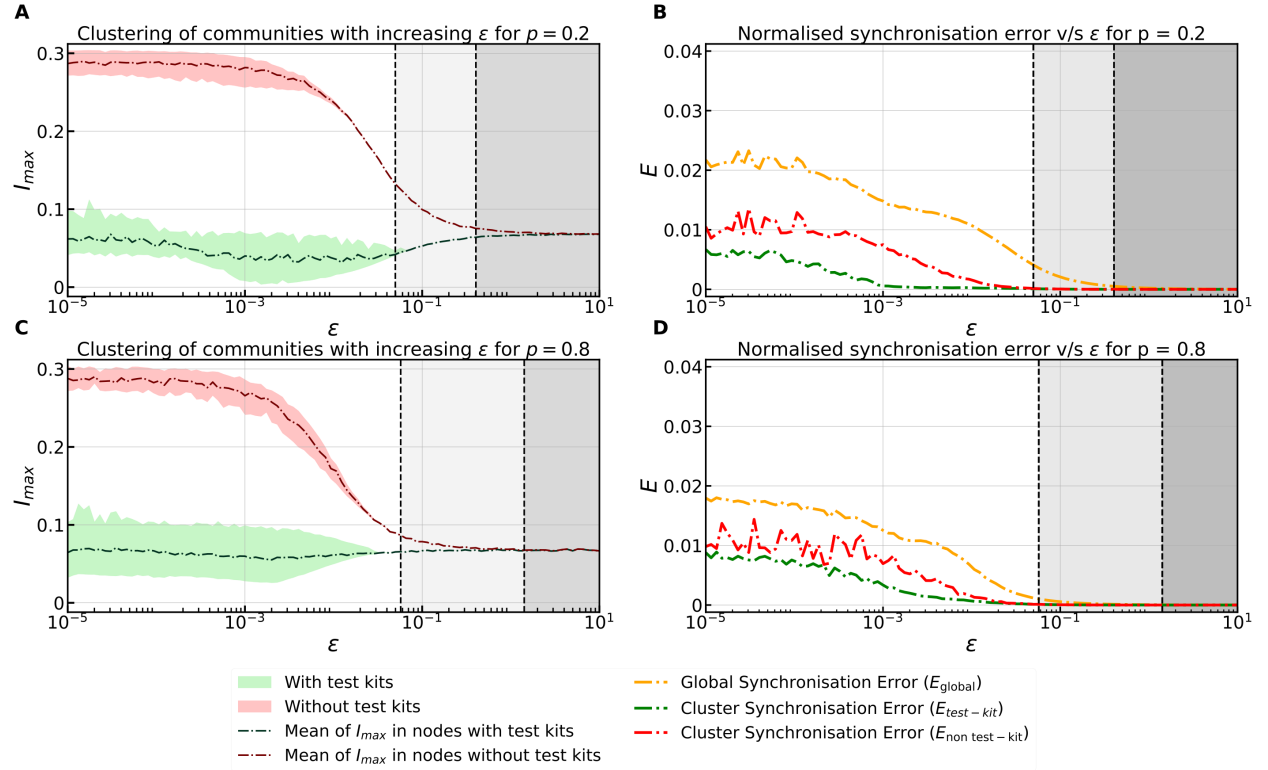 A
Clustering of communities with increasing ε for p = 0.2
0.3
0.2
0.1
0
I_max
10^−5
10^−3
10^−1
10^1
ε
B
Normalised synchronisation error v/s ε for p = 0.2
0.04
0.03
0.02
0.01
0
E
10^−5
10^−3
10^−1
10^1
ε
C
Clustering of communities with increasing ε for p = 0.8
0.3
0.2
0.1
0
I_max
10^−5
10^−3
10^−1
10^1
ε
D
Normalised synchronisation error v/s ε for p = 0.8
0.04
0.03
0.02
0.01
0
E
10^−5
10^−3
10^−1
10^1
ε
With test kits
Without test kits
Mean of I_max in nodes with test kits
Mean of I_max in nodes without test kits
Global Synchronisation Error (E_global)
Cluster Synchronisation Error (E_test−kit)
Cluster Synchronisation Error (E_non test−kit)